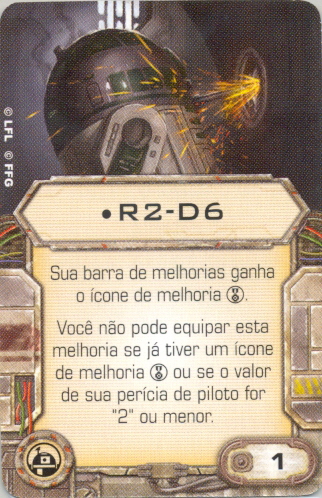 © LFL © FFG
•R2-D6
Sua barra de melhorias ganha
o ícone de melhoria.
Você não pode equipar esta
melhoria se já tiver um ícone
de melhoria ou se o valor
de sua perícia de piloto for
"2" ou menor.
1